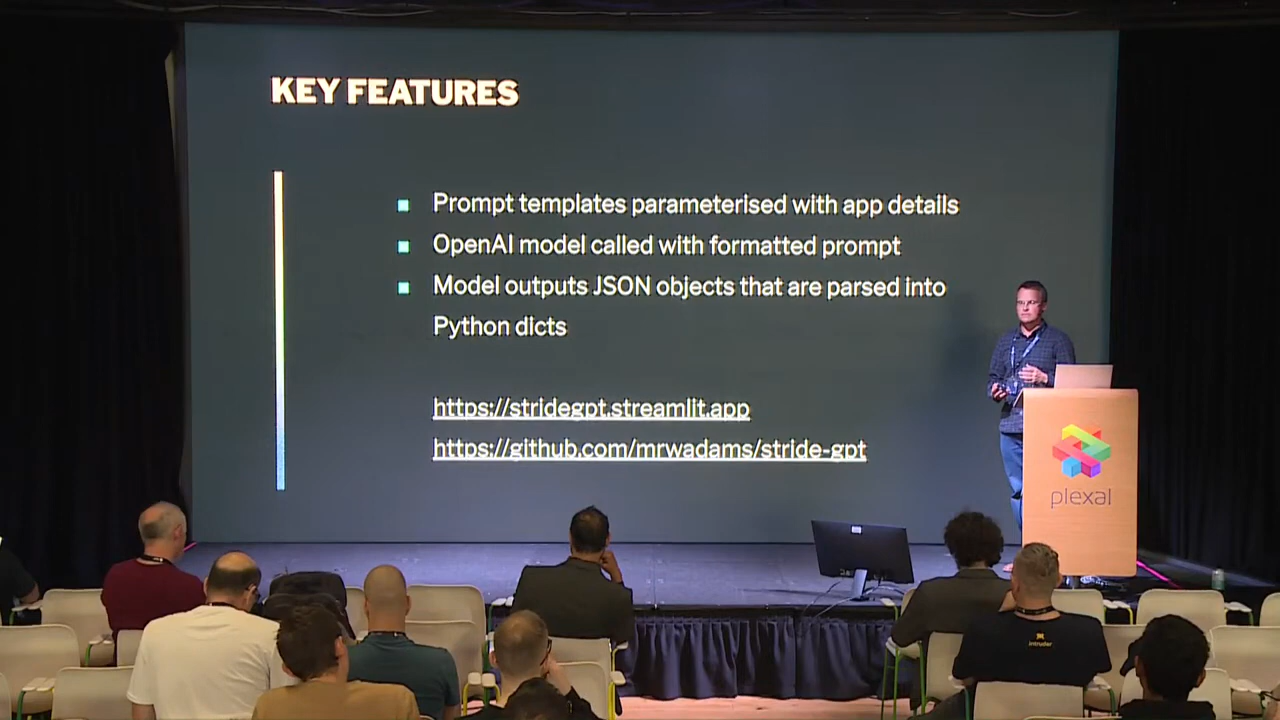 KEY FEATURES
Prompt templates parameterised with app details
OpenAI model called with formatted prompt
Model outputs JSON objects that are parsed into
Python dicts
https://stridegpt.streamlit.app
https://github.com/mrwadams/stride-gpt
plexal
intruder